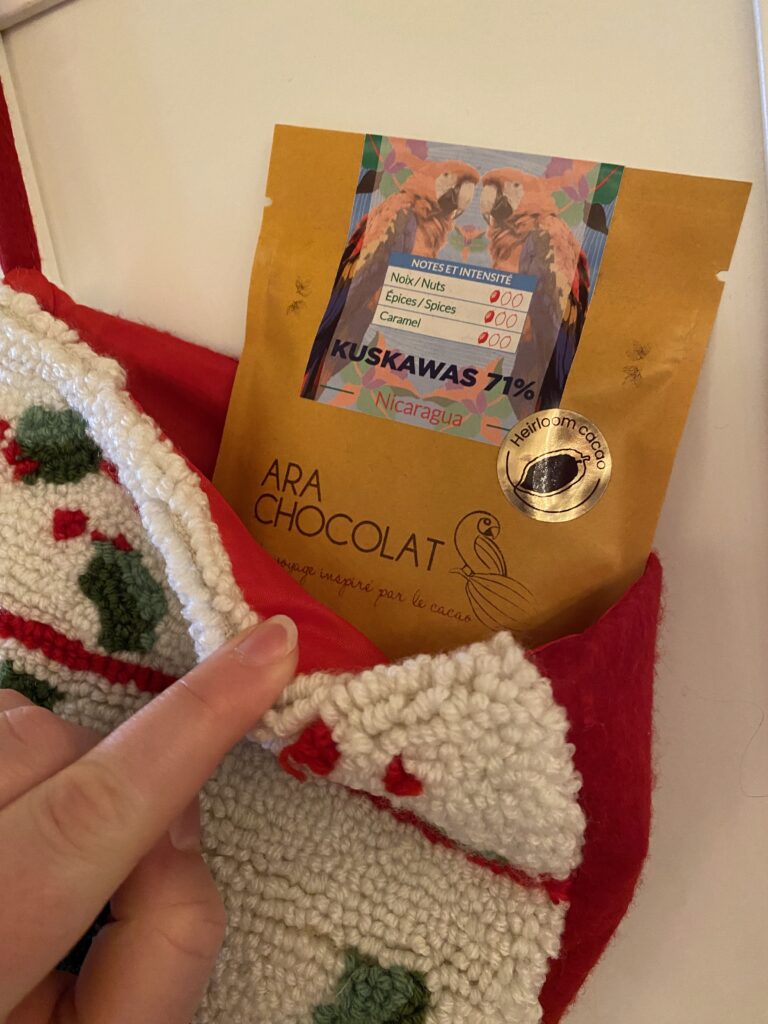 NOTES ET INTENSITÉ
Noix / Nuts
Épices / Spices
Caramel
KUSKAWAS 71%
Nicaragua
Heirloom cacao
ARA
CHOCOLAT
voyage inspiré par le cacao